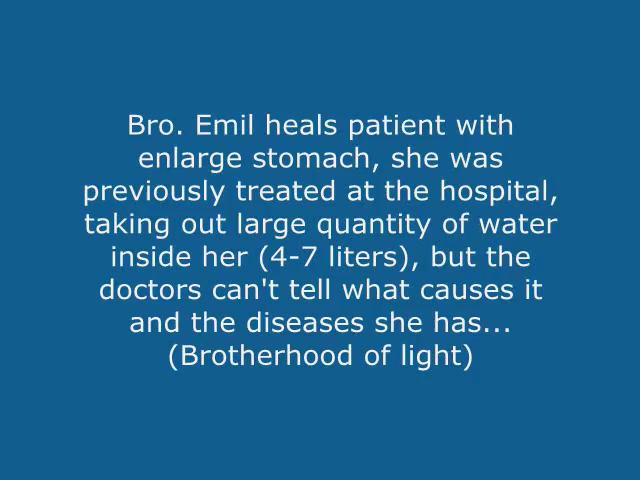 Bro. Emil heals patient with
enlarge stomach, she was
previously treated at the hospital,
taking out large quantity of water
inside her (4-7 liters), but the
doctors can't tell what causes it
and the diseases she has...
(Brotherhood of light)